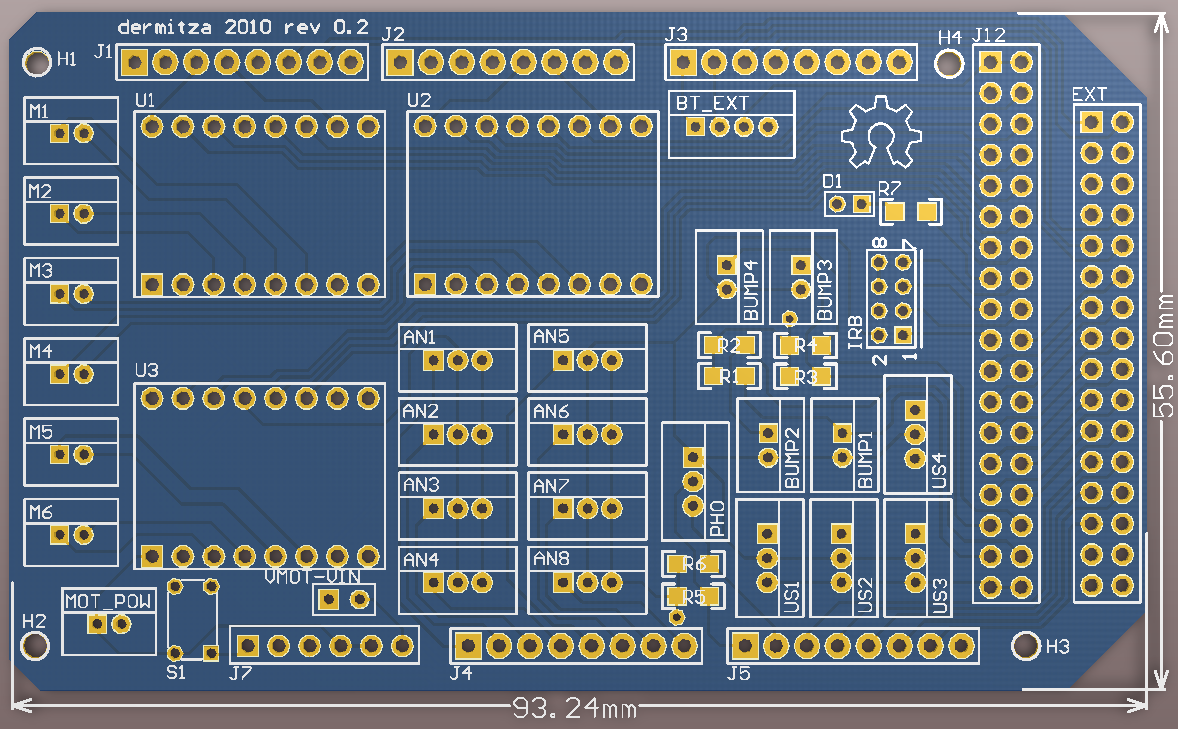 dermitza 2010 rev 0.2
J1
J2
J3
H4
J12
H1
EXT
M1
U1
U2
BT_EXT
M2
D1
R7
M3
BUMP4
BUMP3
8
7
IRB
2
1
M4
AN1
AN5
R2
R4
U3
R1
R3
M5
AN2
AN6
BUMP2
BUMP1
US4
M6
AN3
AN7
PHO
VMOT-VIN
AN4
AN8
R6
R5
US1
US2
US3
MOT_POW
H2
S1
J7
J4
J5
H3
55.60mm
93.24mm